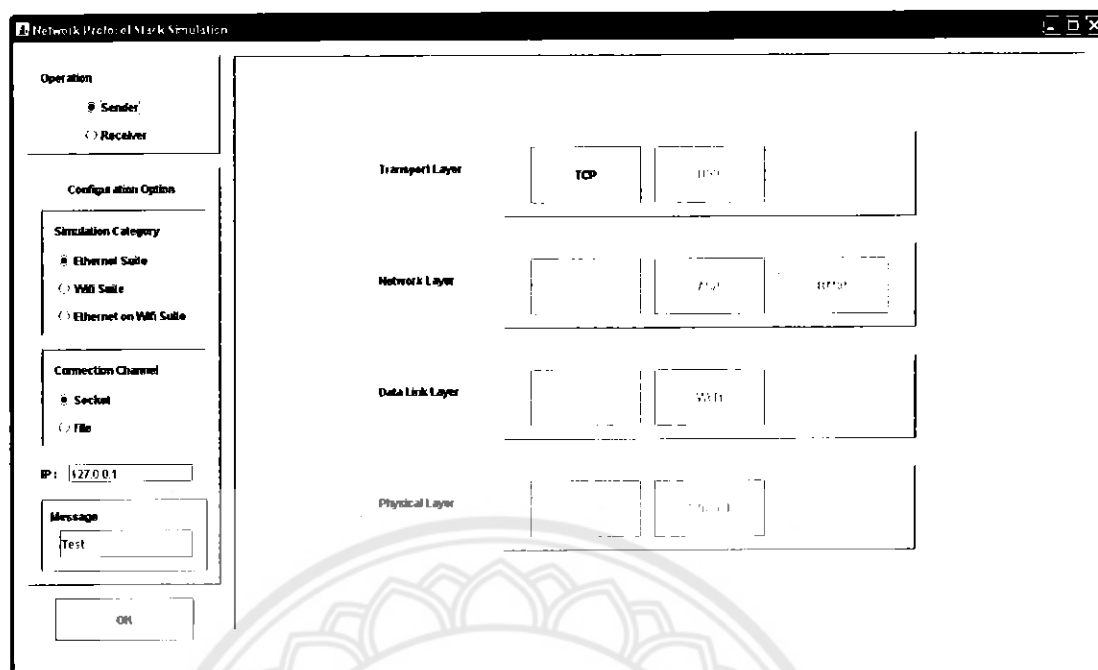 Network Protocol Stack Simulation
Operation
Sender
Receiver
Configuration Option
Simulation Category
Ethernet Suite
Wifi Suite
Ethernet on Wifi Suite
Connection Channel
Socket
File
IP : 127.0.0.1
Message
Test
OK
Transport Layer
TCP
Network Layer
Data Link Layer
Physical Layer